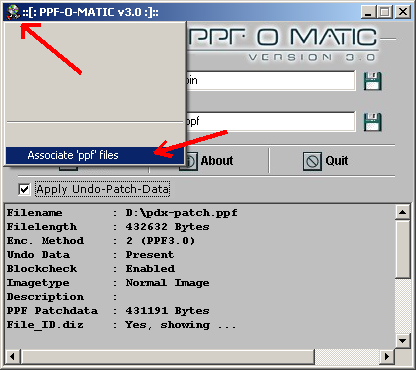 ::[: PPF-O-MATIC v3.0 :]::
PPF O MATIC
VERSION 3.0
bin
ppf
Associate 'ppf' files
About
Quit
Apply Undo-Patch-Data
Filename : D:\pdx-patch.ppf
Filelength : 432632 Bytes
Enc. Method : 2 (PPF3.0)
Undo Data : Present
Blockcheck : Enabled
Imagetype : Normal Image
Description :
PPF Patchdata : 431191 Bytes
File_ID.diz : Yes, showing ...